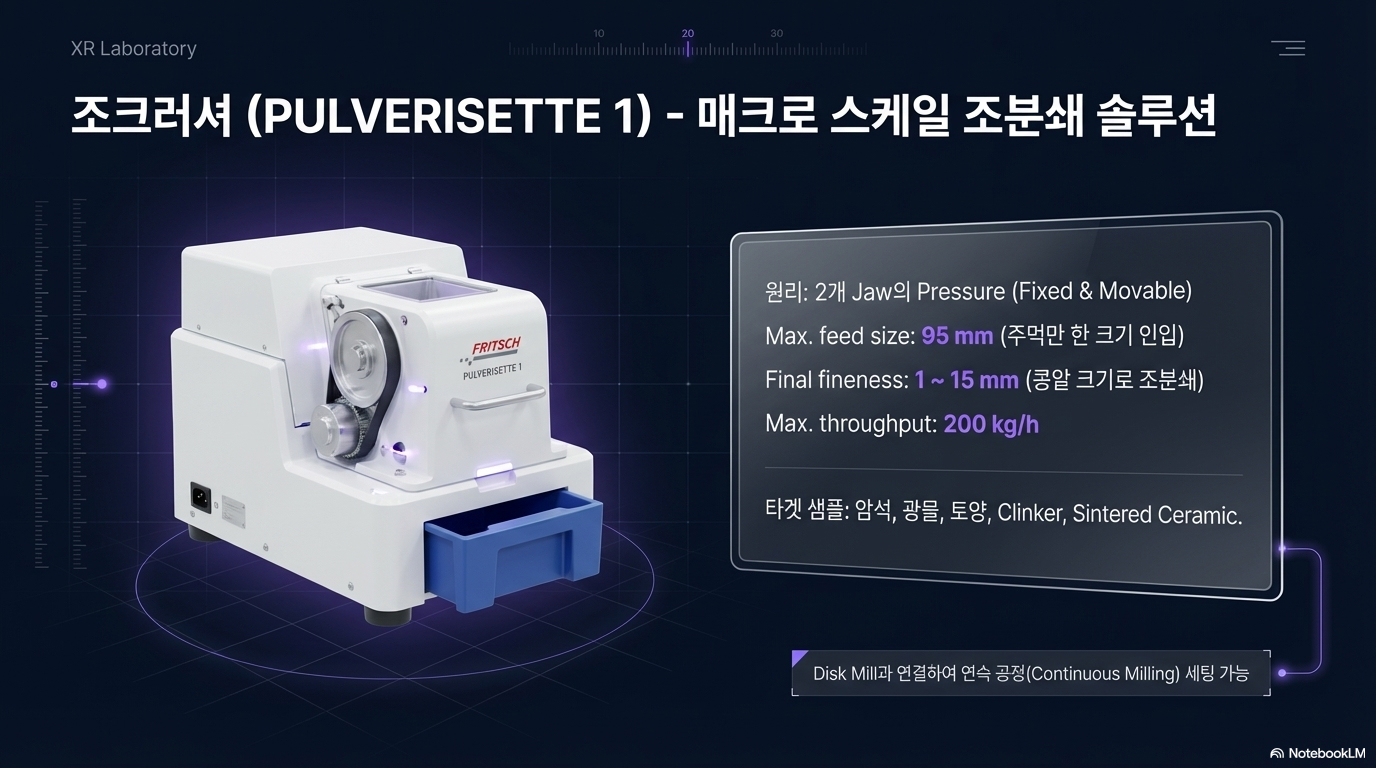 XR Laboratory
10 20 30
조크러셔 (PULVERISETTE 1) - 매크로 스케일 조분쇄 솔루션
FRITSCH
PULVERISETTE 1
원리: 2개 Jaw의 Pressure (Fixed & Movable)
Max. feed size: 95 mm (주먹만 한 크기 인입)
Final fineness: 1 ~ 15 mm (콩알 크기로 조분쇄)
Max. throughput: 200 kg/h
타겟 샘플: 암석, 광물, 토양, Clinker, Sintered Ceramic.
Disk Mill과 연결하여 연속 공정(Continuous Milling) 세팅 가능
NotebookLM